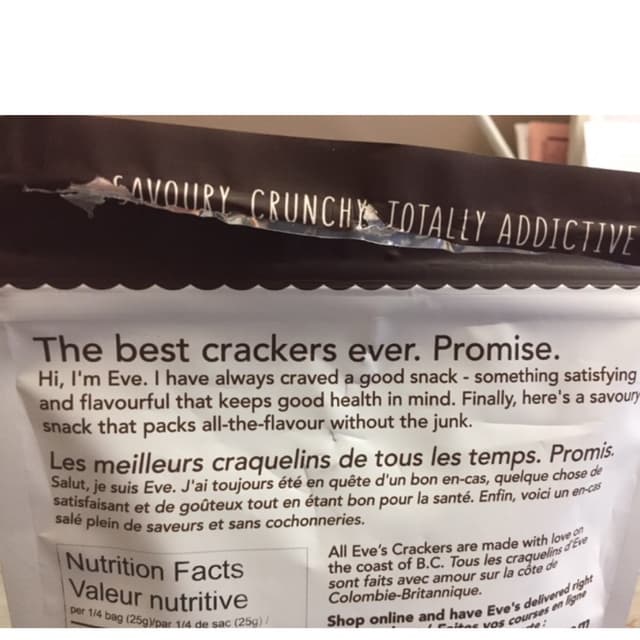 SAVOURY CRUNCHY TOTALLY ADDICTIVE
The best crackers ever. Promise.
Hi, I'm Eve. I have always craved a good snack - something satisfying
and flavourful that keeps good health in mind. Finally, here's a savoury
snack that packs all-the-flavour without the junk.
Les meilleurs craquelins de tous les temps. Promis.
Salut, je suis Eve. J'ai toujours été en quête d'un bon en-cas, quelque chose de
satisfaisant et de goûteux tout en étant bon pour la santé. Enfin, voici un en-cas
salé plein de saveurs et sans cochonneries.
Nutrition Facts
Valeur nutritive
per 1/4 bag (25g)/par 1/4 de sac (25g) /
All Eve's Crackers are made with love on
the coast of B.C. Tous les craquelins d'Eve
sont faits avec amour sur la côte de
Colombie-Britannique.
Shop online and have Eve's delivered right
Faites vos courses en ligne